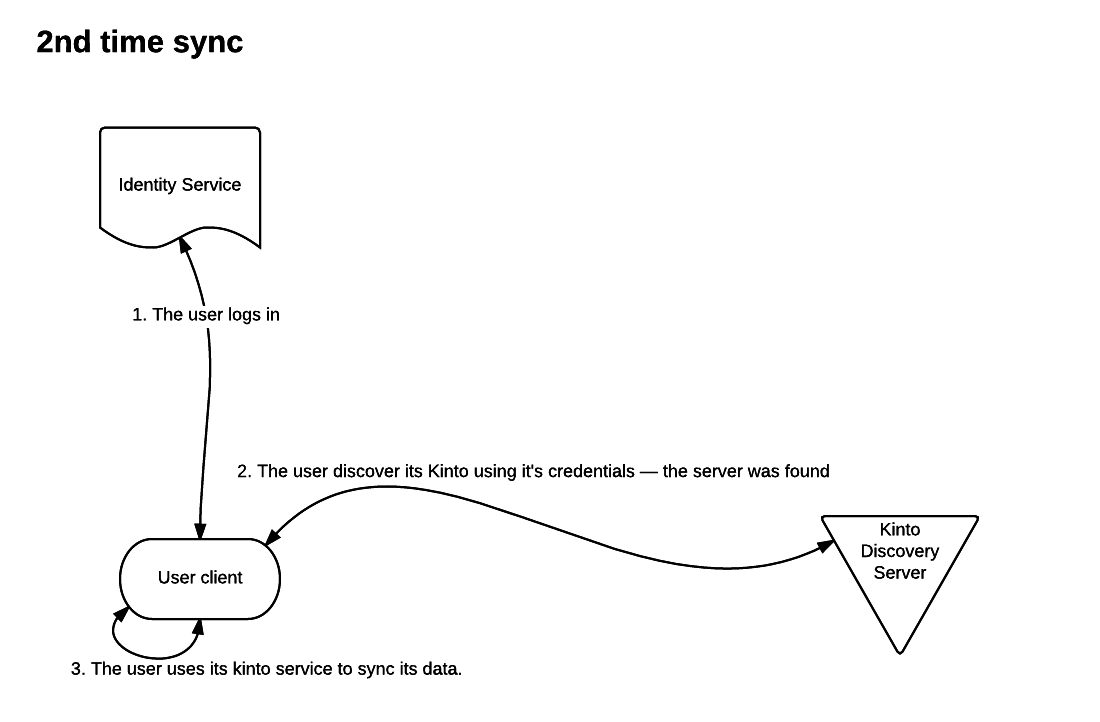 2nd time sync
Identity Service
1. The user logs in
2. The user discover its Kinto using it's credentials — the server was found
Kinto
Discovery
Server
User client
3. The user uses its kinto service to sync its data.